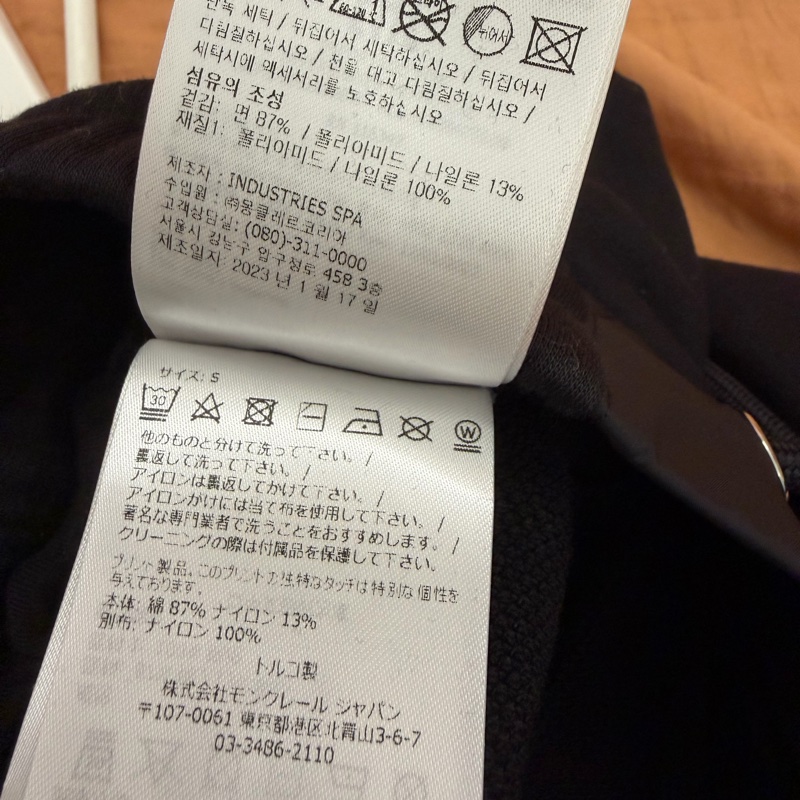 단독 세탁 / 뒤집어서 세탁하십시오 / 뒤집어서
다림질하십시오 / 천을 대고 다림질하십시오 /
세탁시에 액세서리를 보호하십시오
섬유의 조성
겉감: 면 87% / 폴리아미드 / 나일론 13%
재질1: 폴리아미드 / 나일론 100%
제조자 : INDUSTRIES SPA
수입원 : ㈜몽클레르코리아
고객상담실: (080)-311-0000
서울시 강남구 압구정로 458 3층
제조일자: 2023 년 1 월 17 일
サイズ: S
30
W
他のものと分けて洗って下さい。 /
裏返して洗って下さい。 /
アイロンは裏返してかけて下さい。 /
アイロンかけには当て布を使用して下さい。 /
著名な専門業者で洗うことをおすすめします。 /
クリーニングの際は付属品を保護して下さい。
プリント製品。このプリントの独特なタッチは特別な個性を
与えております。
本体: 綿 87% ナイロン 13%
別布: ナイロン 100%
トルコ製
株式会社モンクレール シャパン
〒107-0061 東京都港区北青山3-6-7
03-3486-2110